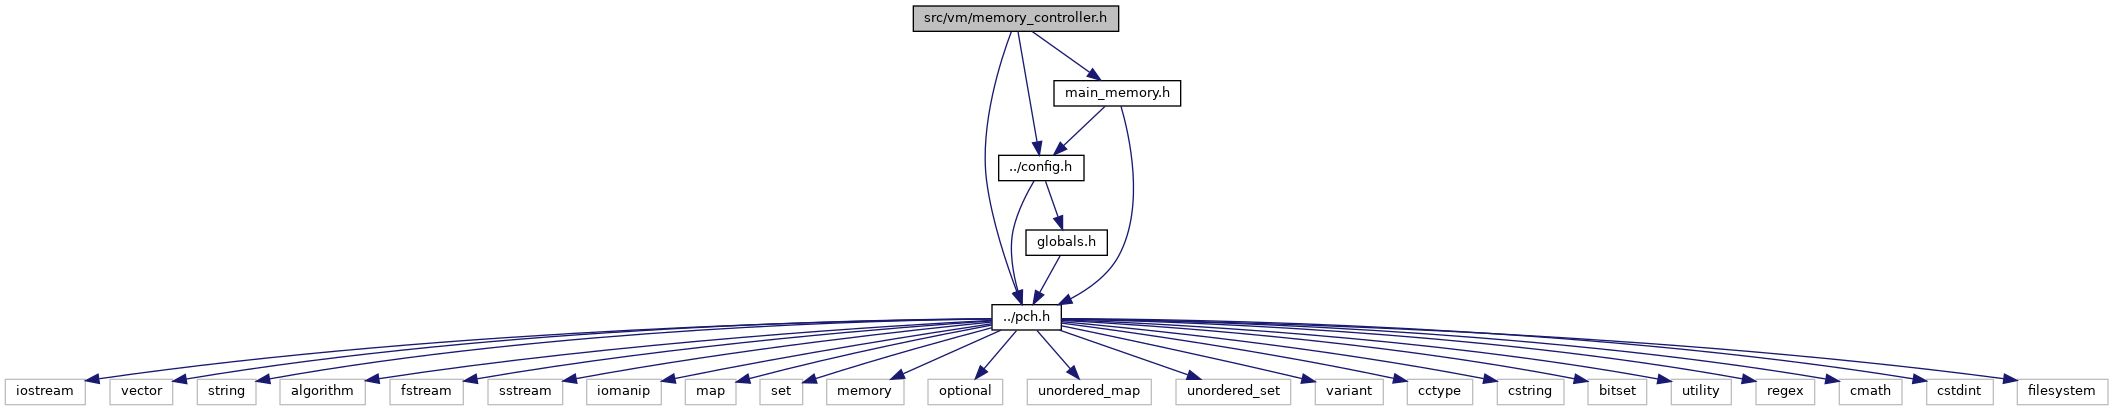 src/vm/memory_controller.h
main_memory.h
../config.h
globals.h
../pch.h
iostream
vector
string
algorithm
fstream
sstream
iomanip
map
set
memory
optional
unordered_map
unordered_set
variant
cctype
cstring
bitset
utility
regex
cmath
cstdint
filesystem